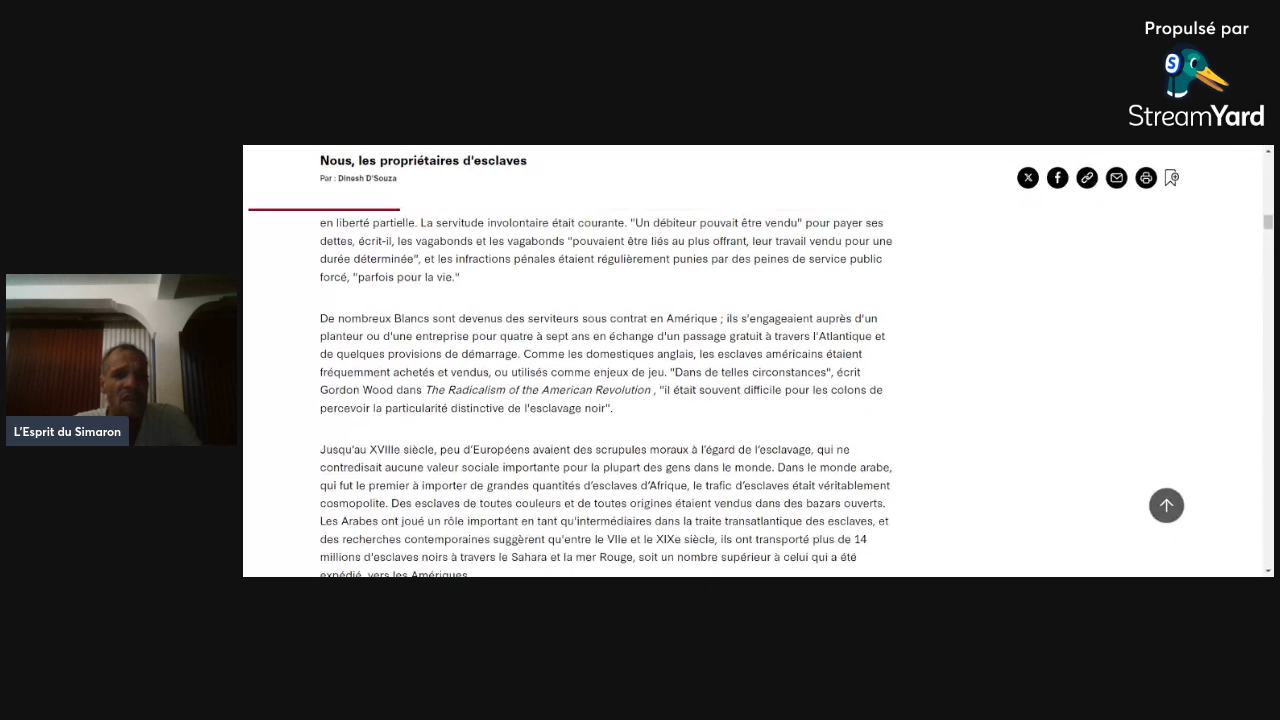 Propulsé par
StreamYard
Nous, les propriétaires d'esclaves
Par : Dinesh D'Souza
en liberté partielle. La servitude involontaire était courante. "Un débiteur pouvait être vendu" pour payer ses
dettes, écrit-il, les vagabonds et les vagabonds "pouvaient être liés au plus offrant, leur travail vendu pour une
durée déterminée", et les infractions pénales étaient régulièrement punies par des peines de service public
forcé, "parfois pour la vie."
De nombreux Blancs sont devenus des serviteurs sous contrat en Amérique ; ils s'engageaient auprès d'un
planteur ou d'une entreprise pour quatre à sept ans en échange d'un passage gratuit à travers l'Atlantique et
de quelques provisions de démarrage. Comme les domestiques anglais, les esclaves américains étaient
fréquemment achetés et vendus, ou utilisés comme enjeux de jeu. "Dans de telles circonstances", écrit
Gordon Wood dans The Radicalism of the American Revolution , "il était souvent difficile pour les colons de
percevoir la particularité distinctive de l'esclavage noir".
Jusqu'au XVIIIe siècle, peu d'Européens avaient des scrupules moraux à l'égard de l'esclavage, qui ne
contredisait aucune valeur sociale importante pour la plupart des gens dans le monde. Dans le monde arabe,
qui fut le premier à importer de grandes quantités d'esclaves d'Afrique, le trafic d'esclaves était véritablement
cosmopolite. Des esclaves de toutes couleurs et de toutes origines étaient vendus dans des bazars ouverts.
Les Arabes ont joué un rôle important en tant qu'intermédiaires dans la traite transatlantique des esclaves, et
des recherches contemporaines suggèrent qu'entre le VIIe et le XIXe siècle, ils ont transporté plus de 14
millions d'esclaves noirs à travers le Sahara et la mer Rouge, soit un nombre supérieur à celui qui a été
expédié vers les Amériques
L'Esprit du Simaron